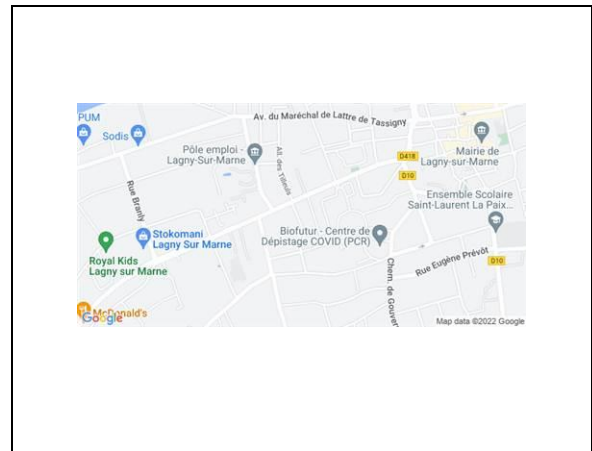 PUM
Sodis
Av. du Maréchal de Lattre de Tassigny
Pôle emploi -
Lagny-Sur-Marne
All. des Tilleuls
Mairie de
Lagny-sur-Marne
D418
D10
Rue Branly
Ensemble Scolaire
Saint-Laurent La Paix...
Stokomani
Lagny Sur Marne
Biofutur - Centre de
Dépistage COVID (PCR)
Royal Kids
Lagny sur Marne
Rue Eugène Prévôt
D10
Chem. de Gouver
McDonald's
Google
Map data ©2022 Google